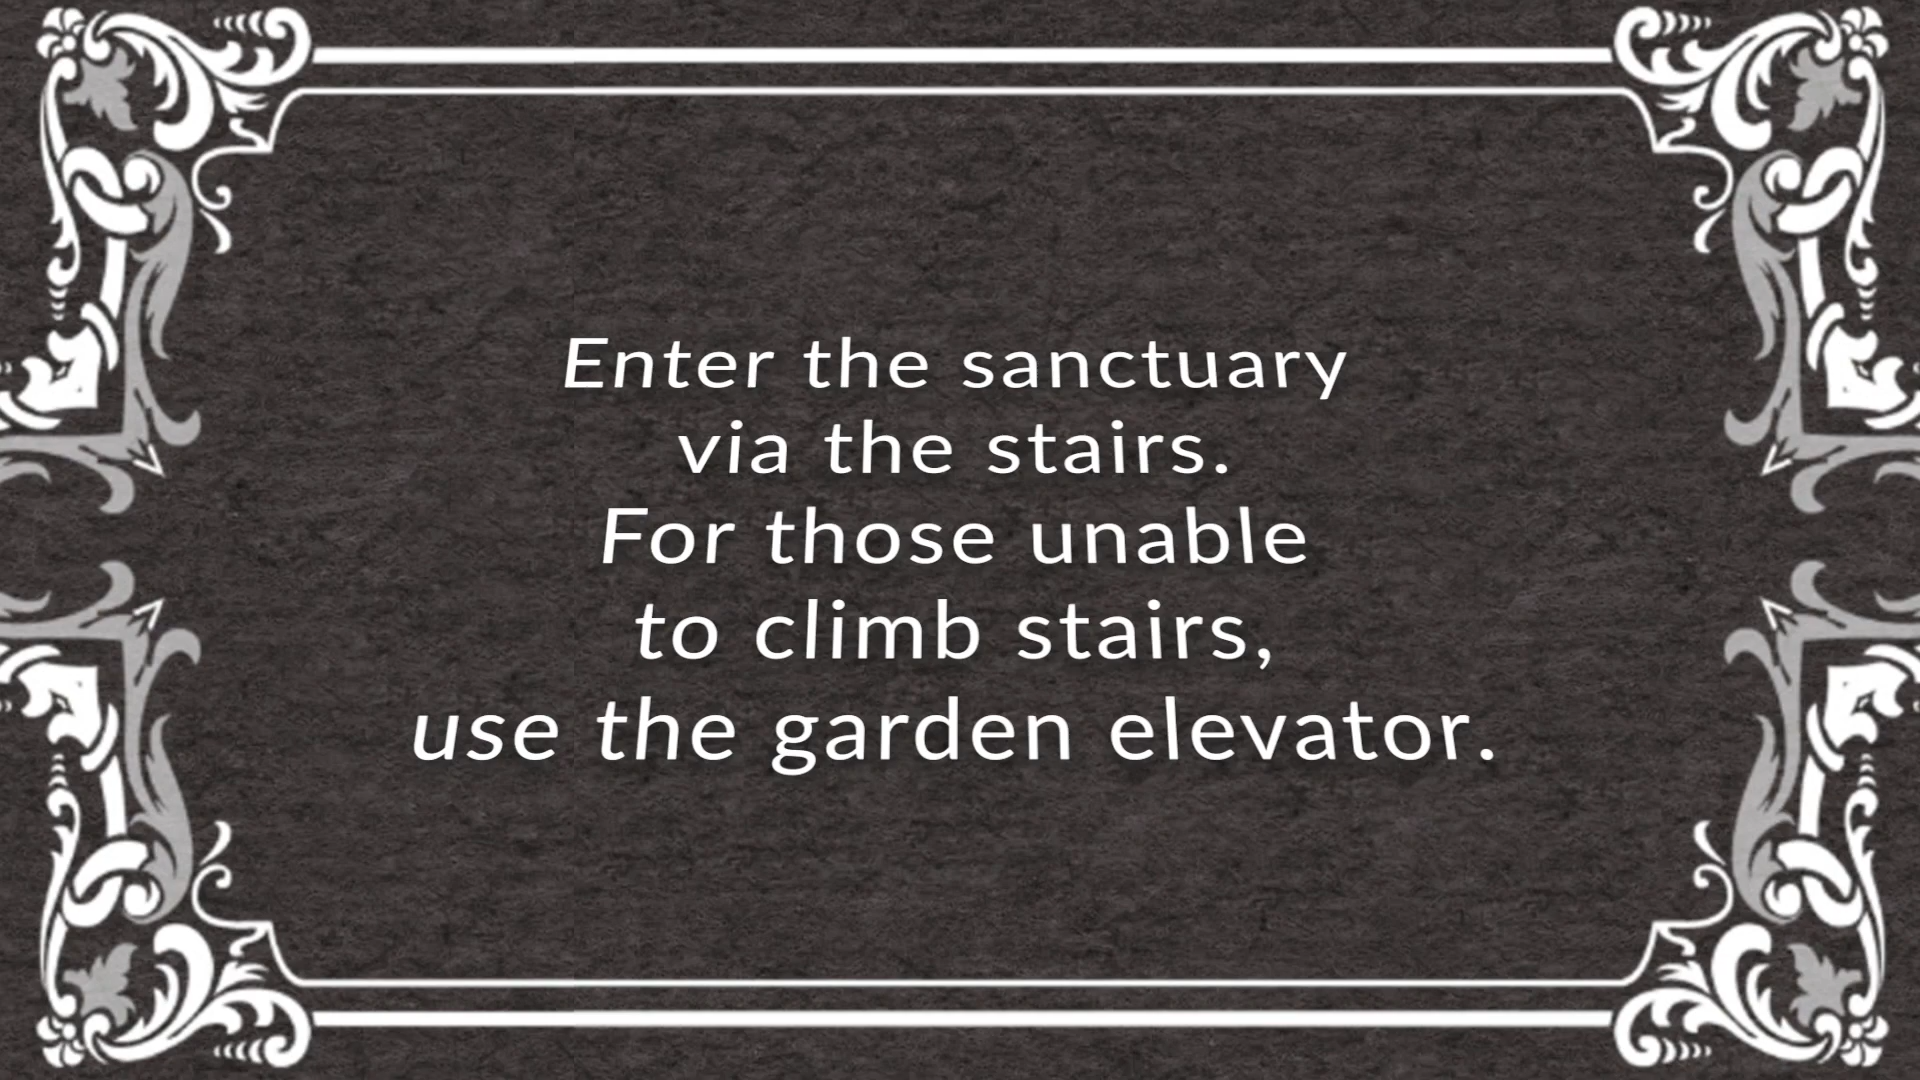 Enter the sanctuary
via the stairs.
For those unable
to climb stairs,
use the garden elevator.